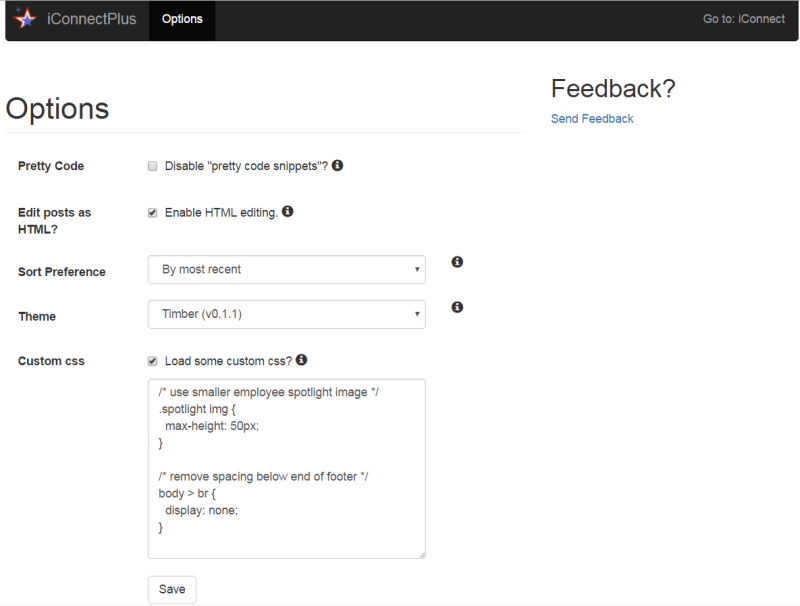 iConnectPlus Options Go to: iConnect
Options
Pretty Code Disable "pretty code snippets"?
Edit posts as
HTML?
Enable HTML editing.
Sort Preference By most recent
Theme Timber (v0.1.1)
Custom css Load some custom css?
/* use smaller employee spotlight image */
.spotlight img {
  max-height: 50px;
}

/* remove spacing below end of footer */
body > br {
  display: none;
}
Save
Feedback?
Send Feedback